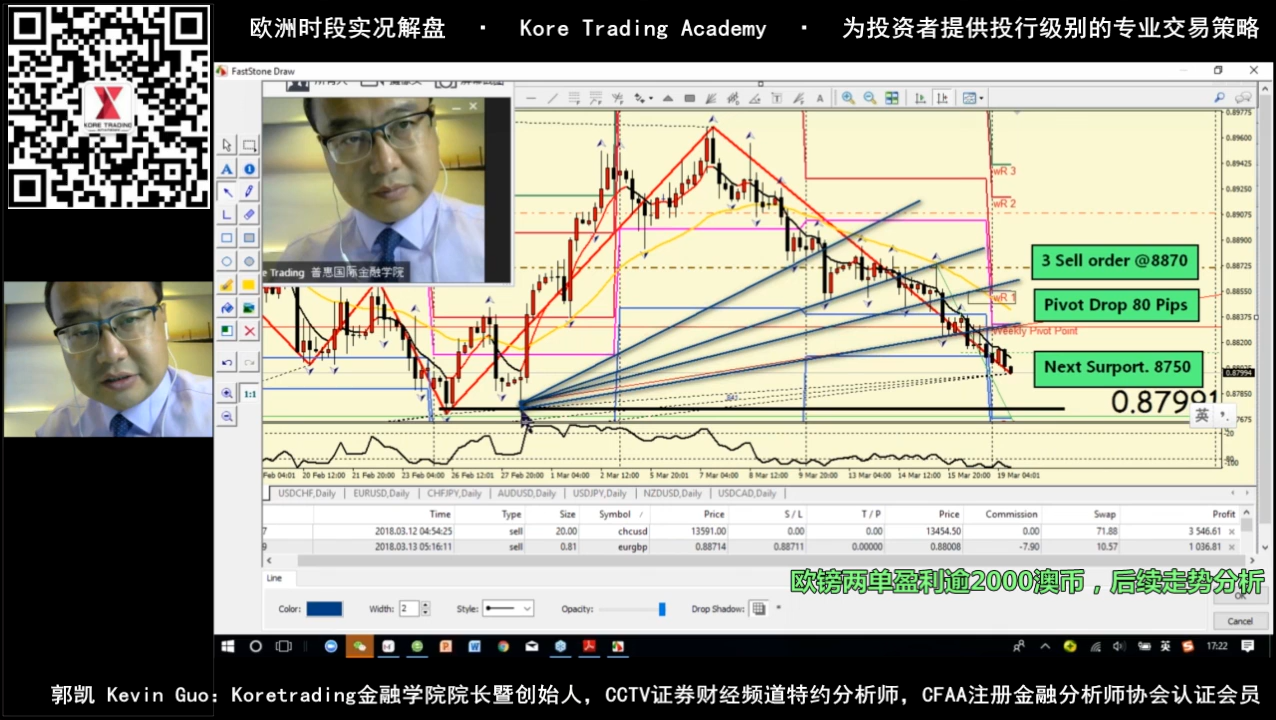 欧洲时段实况解盘 · Kore Trading Academy · 为投资者提供投行级别的专业交易策略
KORE TRADING
FastStone Draw
e Trading 普惠国际金融学院
0.89775
0.89600
0.89425
0.89250
0.89075
0.88900
0.88725
0.88550
0.88375
0.88200
0.87994
0.87850
wR 3
wR 2
wR 1
Weekly Pivot Point
3 Sell order @8870
Pivot Drop 80 Pips
Next Surport. 8750
0.87991
英
-20
-80
-100
Feb 04:01 20 Feb 12:00 21 Feb 20:00 23 Feb 04:00 26 Feb 12:01 27 Feb 20:00 1 Mar 04:00 2 Mar 12:00 5 Mar 20:01 7 Mar 04:00 8 Mar 12:00 9 Mar 20:00 13 Mar 04:00 14 Mar 12:00 15 Mar 20:00 19 Mar 04:01
USDCHF,Daily EURUSD,Daily CHFJPY,Daily AUDUSD,Daily USDJPY,Daily NZDUSD,Daily USDCAD,Daily
Time Type Size Symbol / Price S / L T / P Price Commission Swap Profit
7 2018.03.12 04:54:25 sell 20.00 chcusd 13591.00 0.00 0.00 13454.50 0.00 71.88 3 546.61
9 2018.03.13 05:16:11 sell 0.81 eurgbp 0.88714 0.88711 0.00000 0.88008 -7.90 10.57 1 036.81
Line
欧镑两单盈利逾2000澳币，后续走势分析
Color: Width: 2 Style: Opacity: Drop Shadow:
OK
Cancel
1:1
英 17:22
郭凯 Kevin Guo：Koretrading金融学院院长暨创始人，CCTV证券财经频道特约分析师，CFAA注册金融分析师协会认证会员